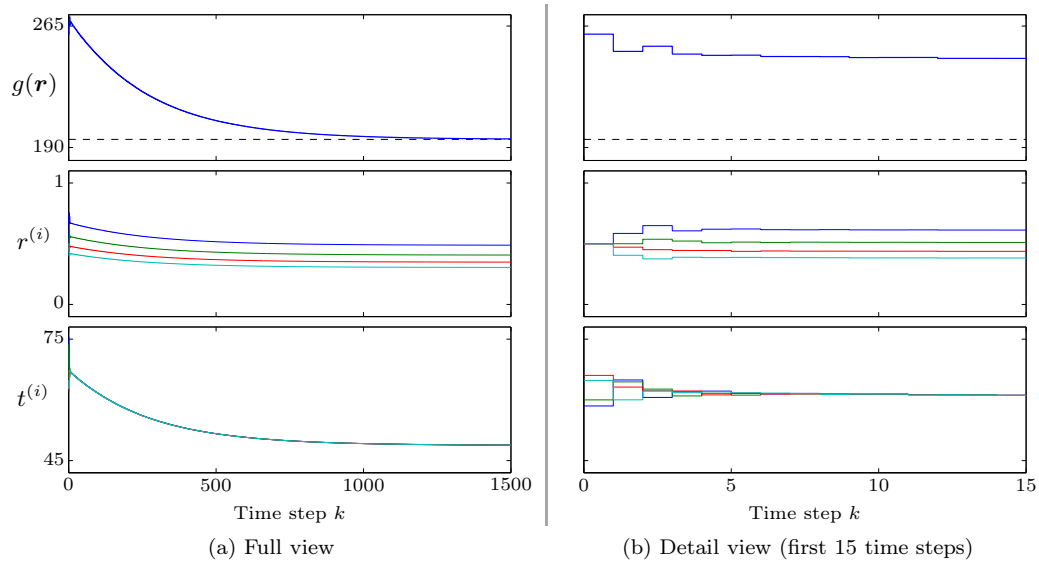 265
g(r)
190
1
r^(i)
0
75
t^(i)
45
0 500 1000 1500
Time step k
(a) Full view
0 5 10 15
Time step k
(b) Detail view (first 15 time steps)